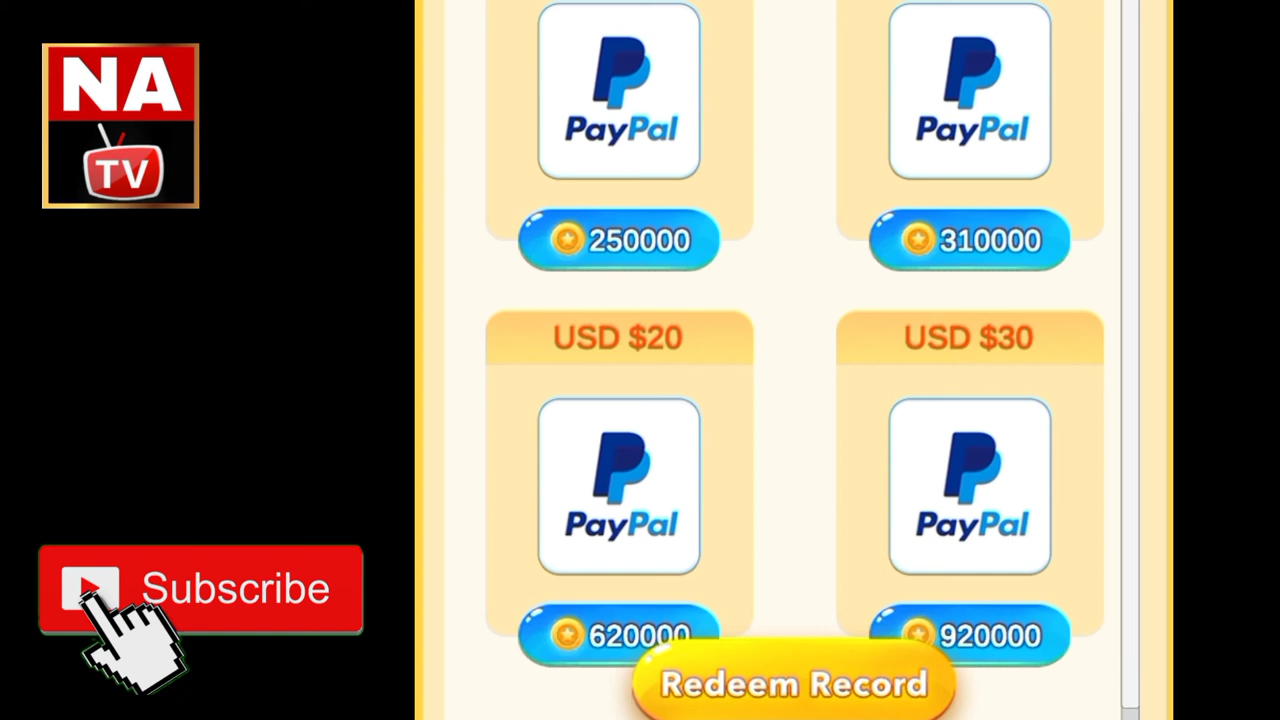 NA
TV
PayPal
PayPal
250000
310000
USD $20
USD $30
PayPal
PayPal
Subscribe
620000
920000
Redeem Record